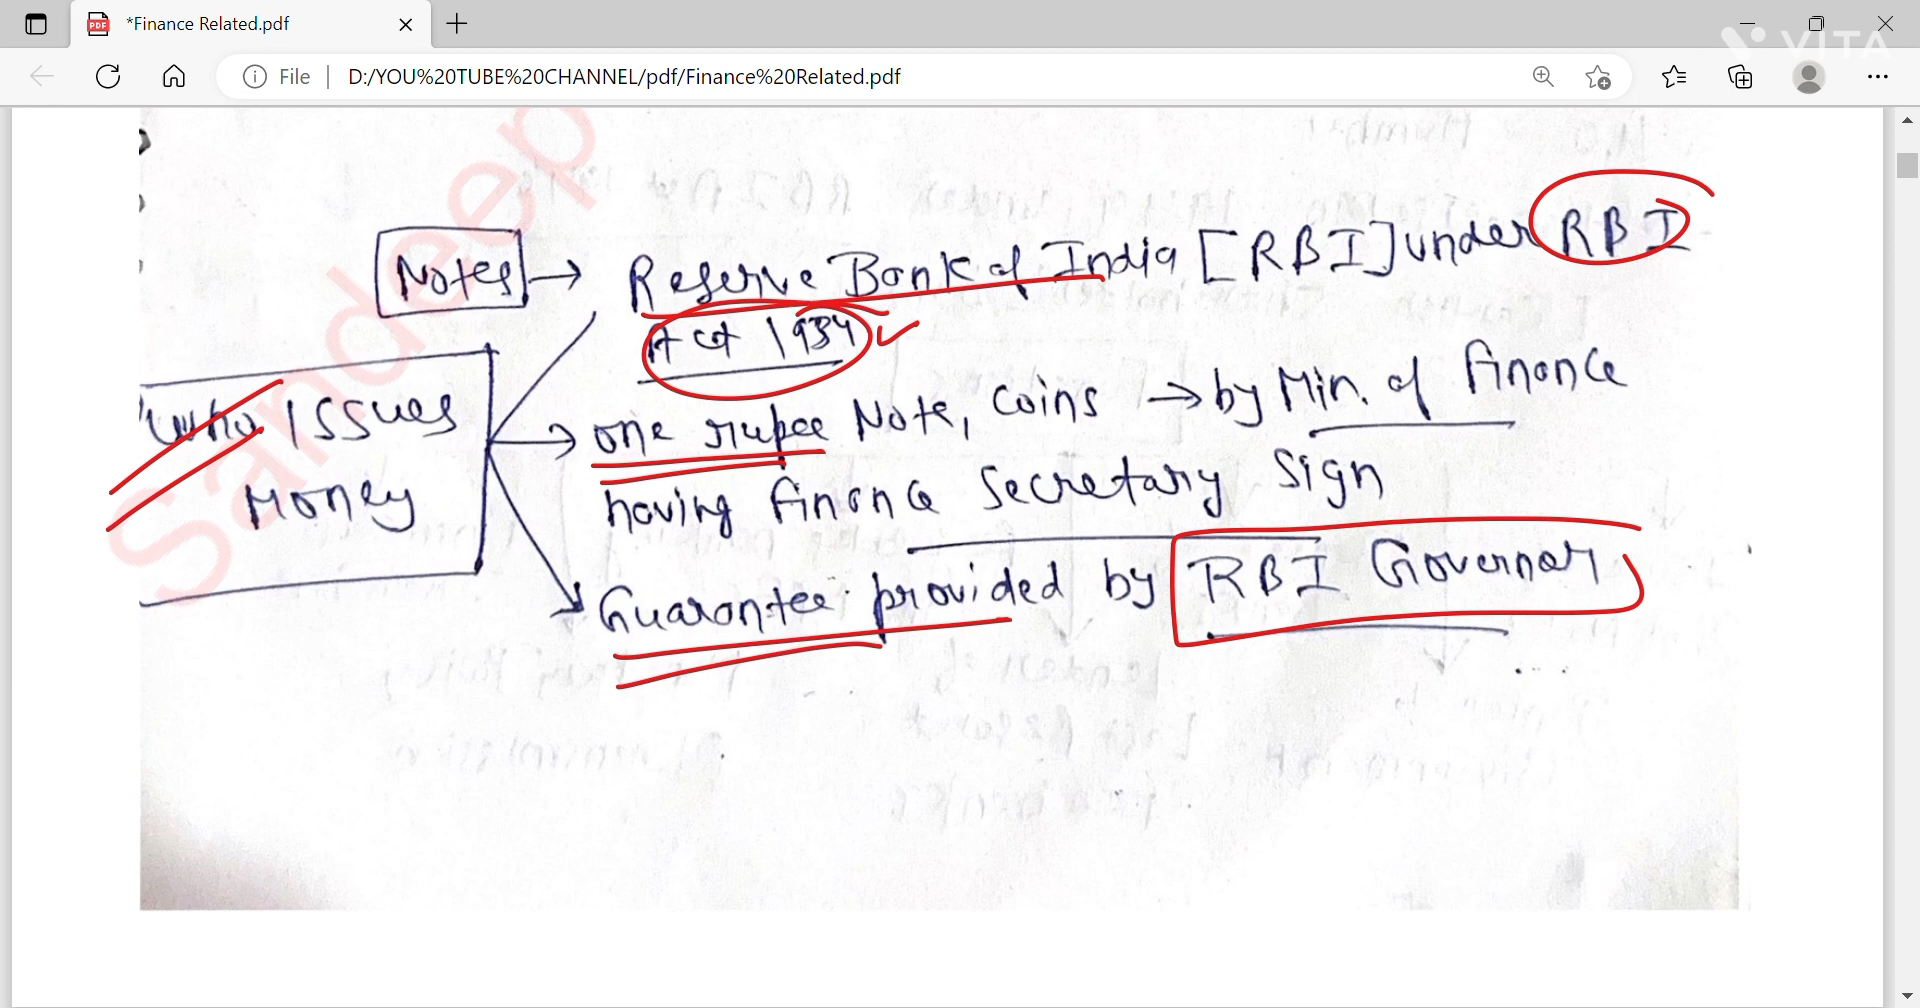 *Finance Related.pdf
VITA
File | D:/YOU%20TUBE%20CHANNEL/pdf/Finance%20Related.pdf
Sandeep
Notes → Reserve Bank of India [RBI] under RBI
Act 1934
Who Issues
Money
→ one rupee Note, coins → by Min. of Finance
having Finance Secretary Sign
Guarantee provided by RBI Governor